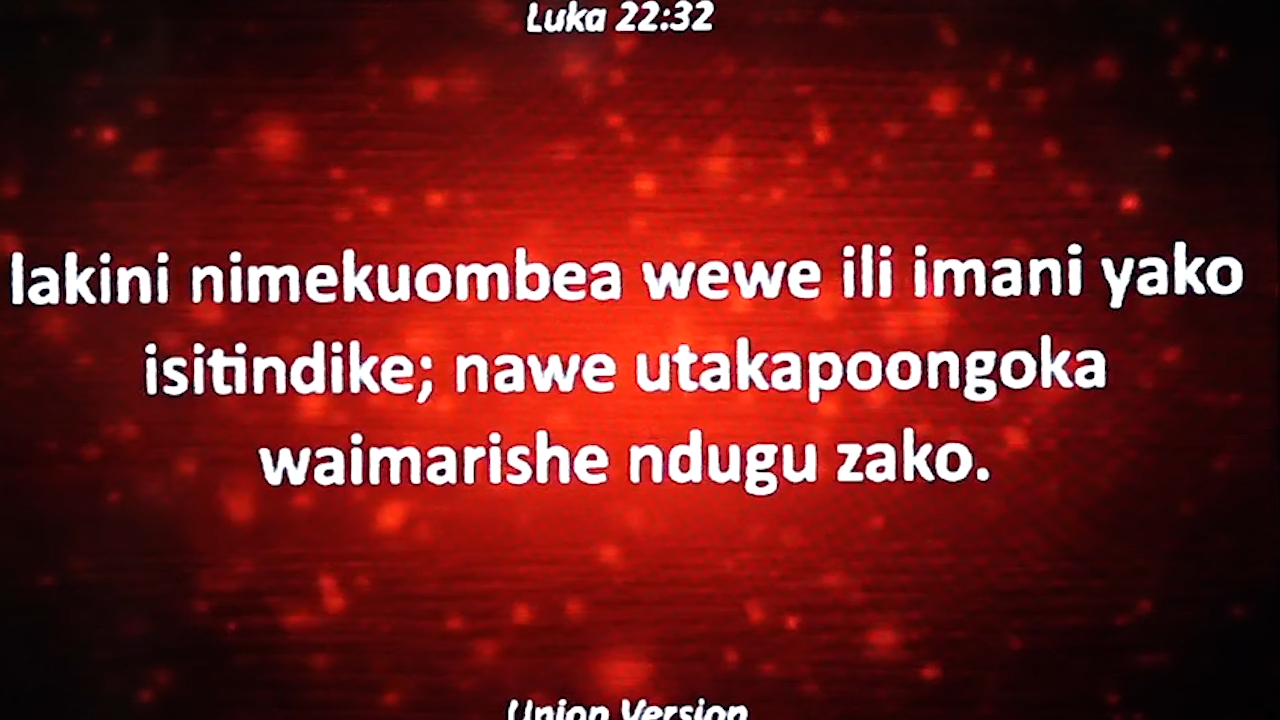 Luka 22:32
lakini nimekuombea wewe ili imani yako
isitindike; nawe utakapoongoka
waimarishe ndugu zako.
Union Version